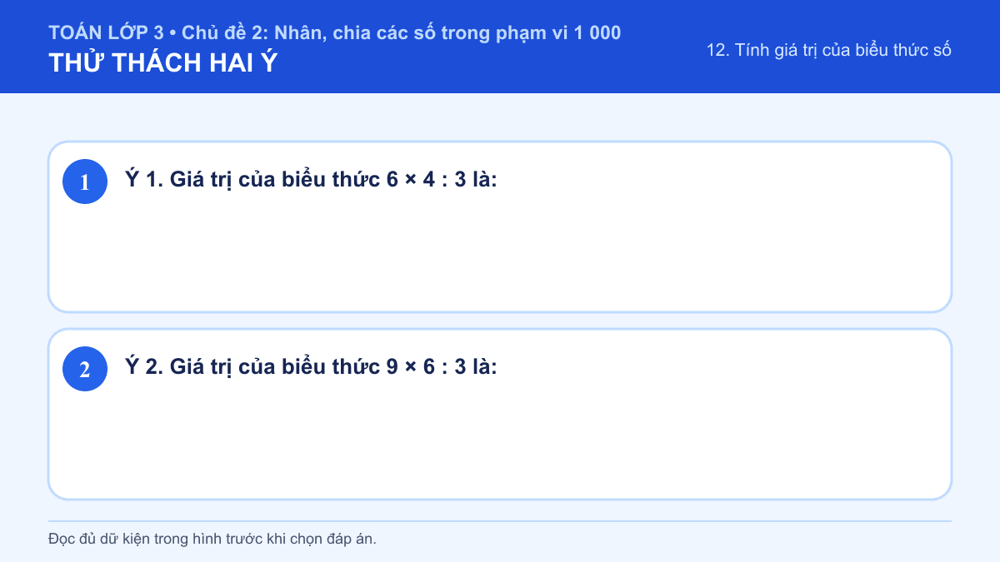 TOÁN LỚP 3 • Chủ đề 2: Nhân, chia các số trong phạm vi 1 000
THỬ THÁCH HAI Ý
12. Tính giá trị của biểu thức số
1
Ý 1. Giá trị của biểu thức 6 × 4 : 3 là:
2
Ý 2. Giá trị của biểu thức 9 × 6 : 3 là:
Đọc đủ dữ kiện trong hình trước khi chọn đáp án.